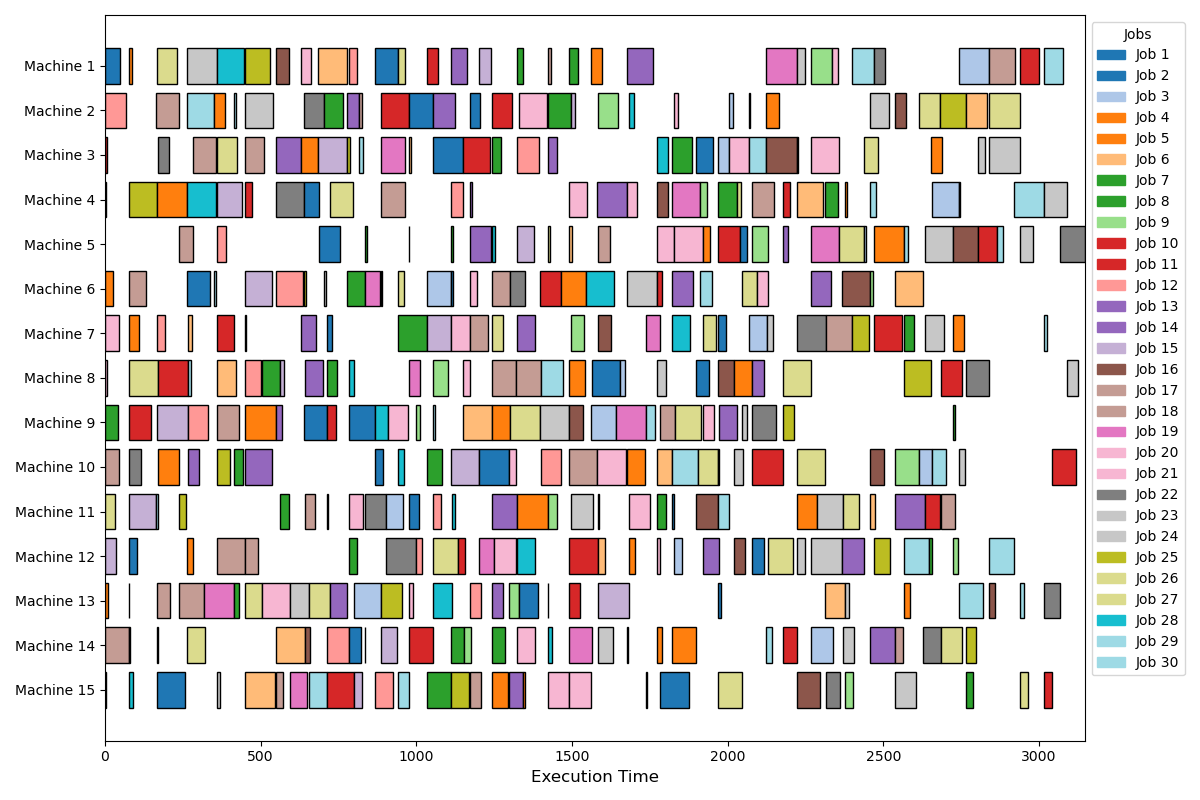 Machine 1
Machine 2
Machine 3
Machine 4
Machine 5
Machine 6
Machine 7
Machine 8
Machine 9
Machine 10
Machine 11
Machine 12
Machine 13
Machine 14
Machine 15
0 500 1000 1500 2000 2500 3000
Execution Time
Jobs
Job 1
Job 2
Job 3
Job 4
Job 5
Job 6
Job 7
Job 8
Job 9
Job 10
Job 11
Job 12
Job 13
Job 14
Job 15
Job 16
Job 17
Job 18
Job 19
Job 20
Job 21
Job 22
Job 23
Job 24
Job 25
Job 26
Job 27
Job 28
Job 29
Job 30